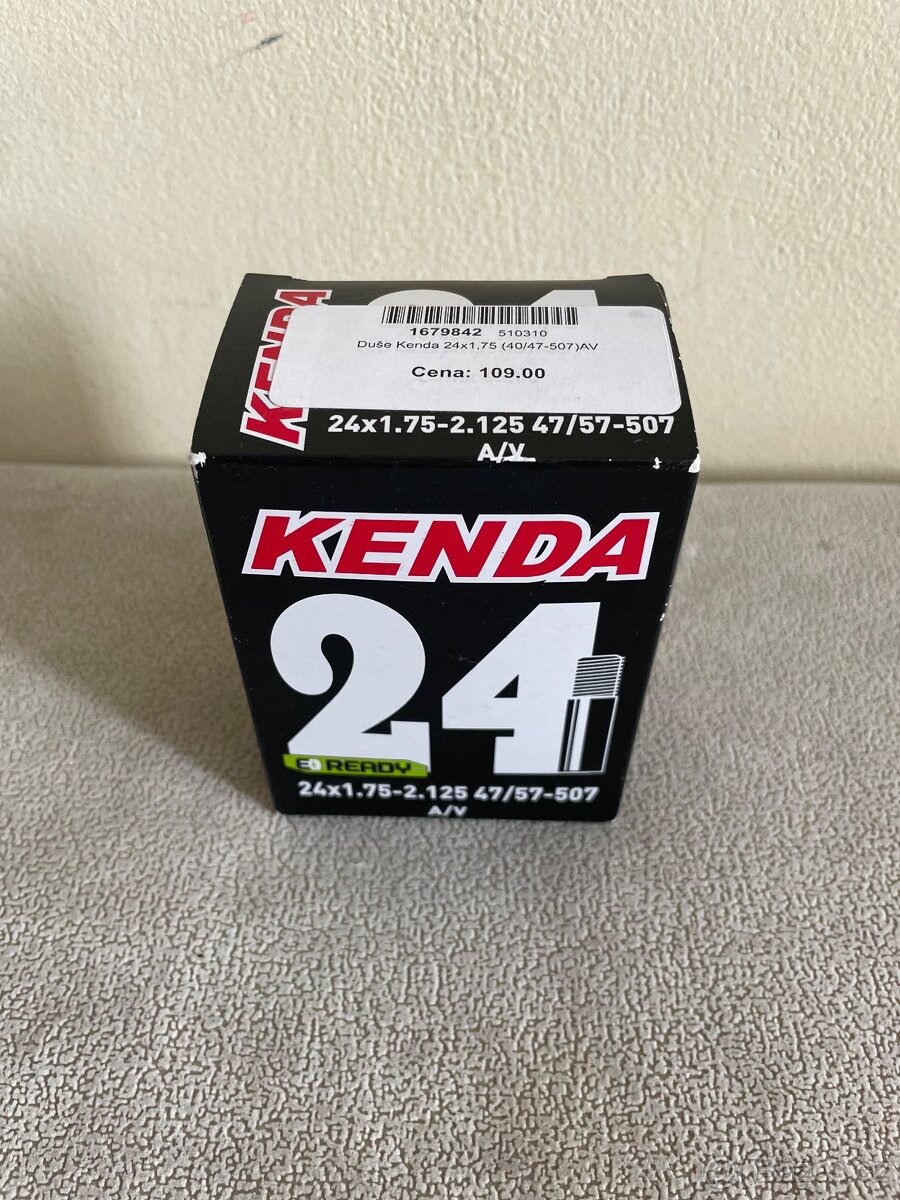 KENDA
1679842 510310
Duše Kenda 24x1,75 (40/47-507)AV
Cena: 109.00
24x1.75-2.125 47/57-507
A/V
KENDA
24
READY
24x1.75-2.125 47/57-507
A/V